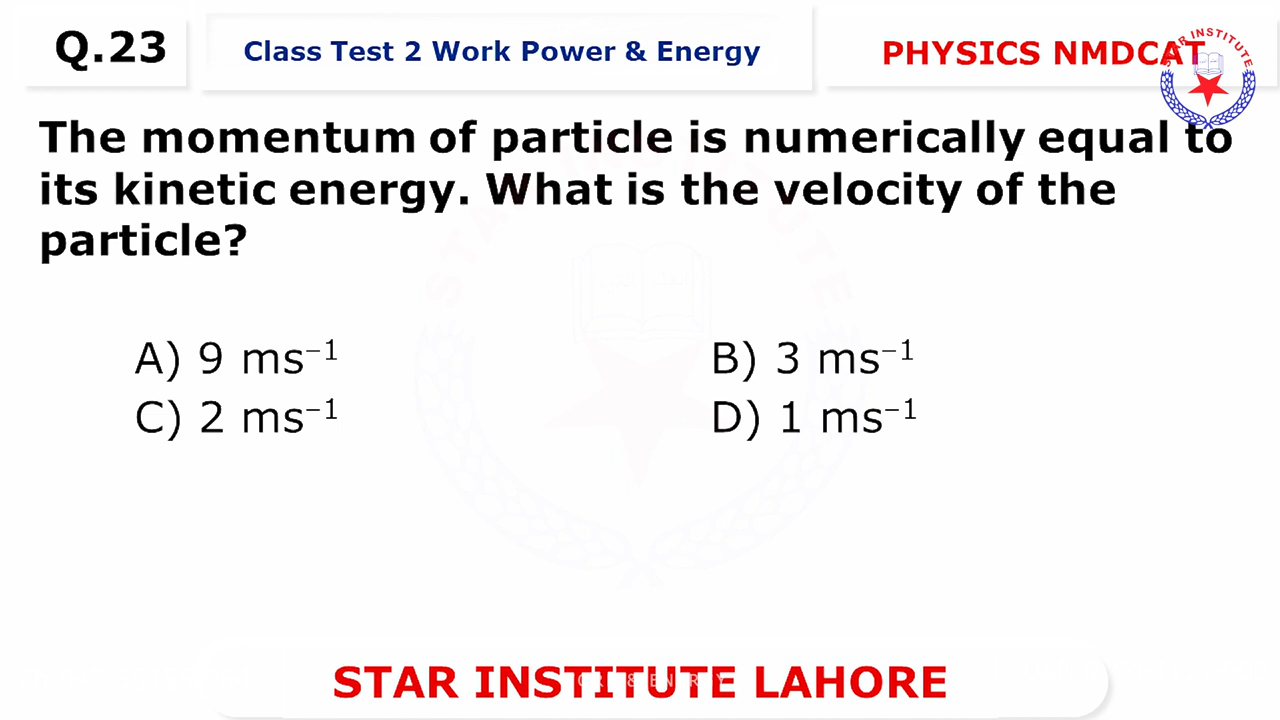 Q.23
Class Test 2 Work Power & Energy
PHYSICS NMDCAT
STAR INSTITUTE
The momentum of particle is numerically equal to
its kinetic energy. What is the velocity of the
particle?
A) 9 ms⁻¹
B) 3 ms⁻¹
C) 2 ms⁻¹
D) 1 ms⁻¹
STAR INSTITUTE LAHORE